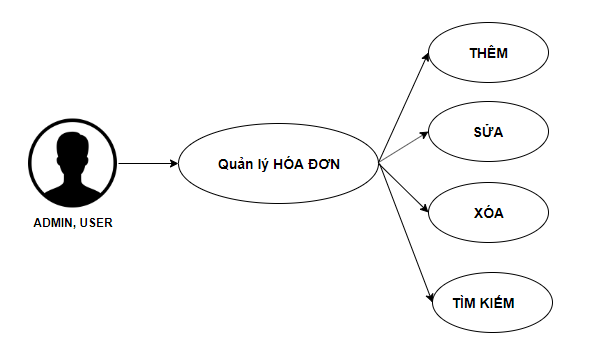 THÊM
SỬA
Quản lý HÓA ĐƠN
XÓA
ADMIN, USER
TÌM KIẾM